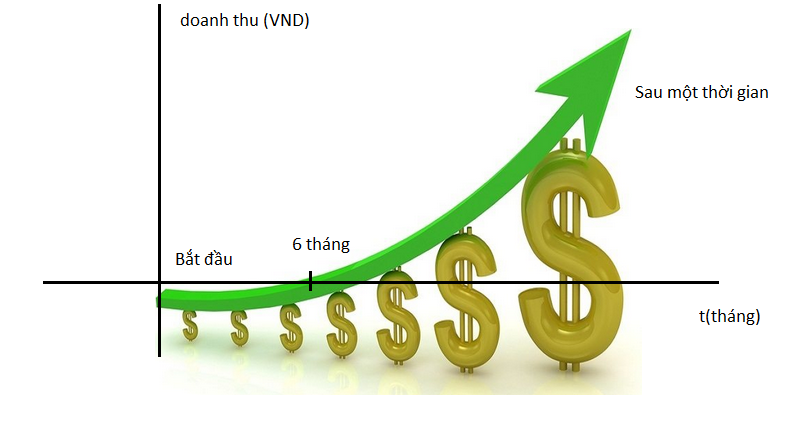 doanh thu (VND)
Sau một thời gian
6 tháng
Bắt đầu
t(tháng)